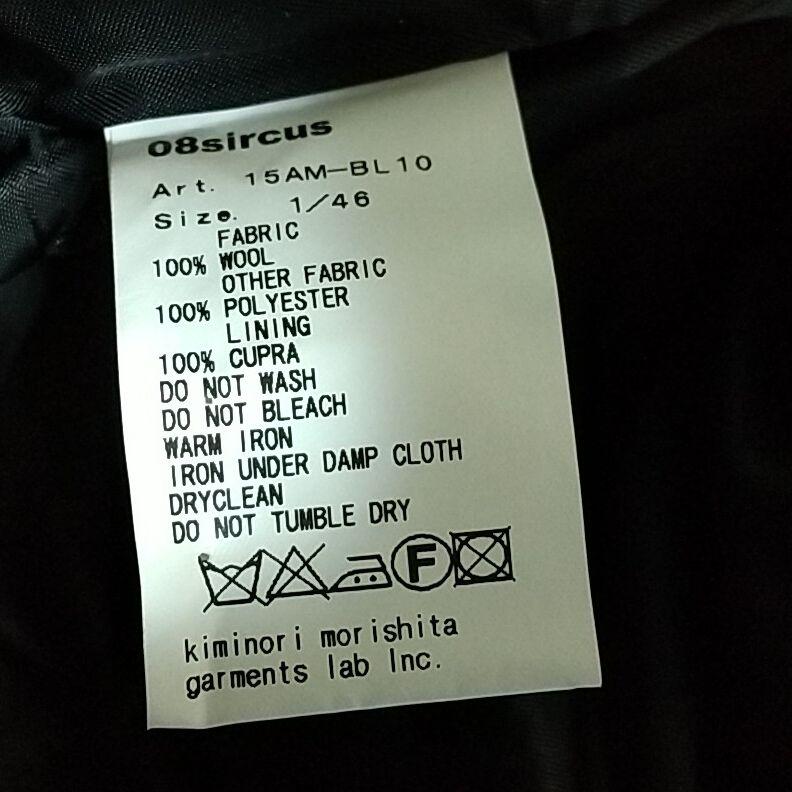 08sircus
Art. 15AM-BL10
Size. 1/46
FABRIC
100% WOOL
OTHER FABRIC
100% POLYESTER
LINING
100% CUPRA
DO NOT WASH
DO NOT BLEACH
WARM IRON
IRON UNDER DAMP CLOTH
DRYCLEAN
DO NOT TUMBLE DRY
F
kiminori morishita
garments lab Inc.